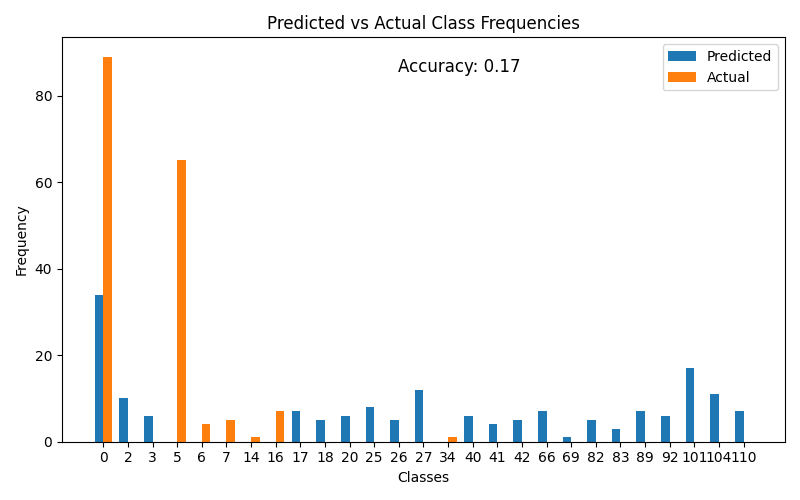 Predicted vs Actual Class Frequencies
Accuracy: 0.17
Predicted
Actual
Frequency
80
60
40
20
0
0 2 3 5 6 7 14 16 17 18 20 25 26 27 34 40 41 42 66 69 82 83 89 92 101 104 110
Classes